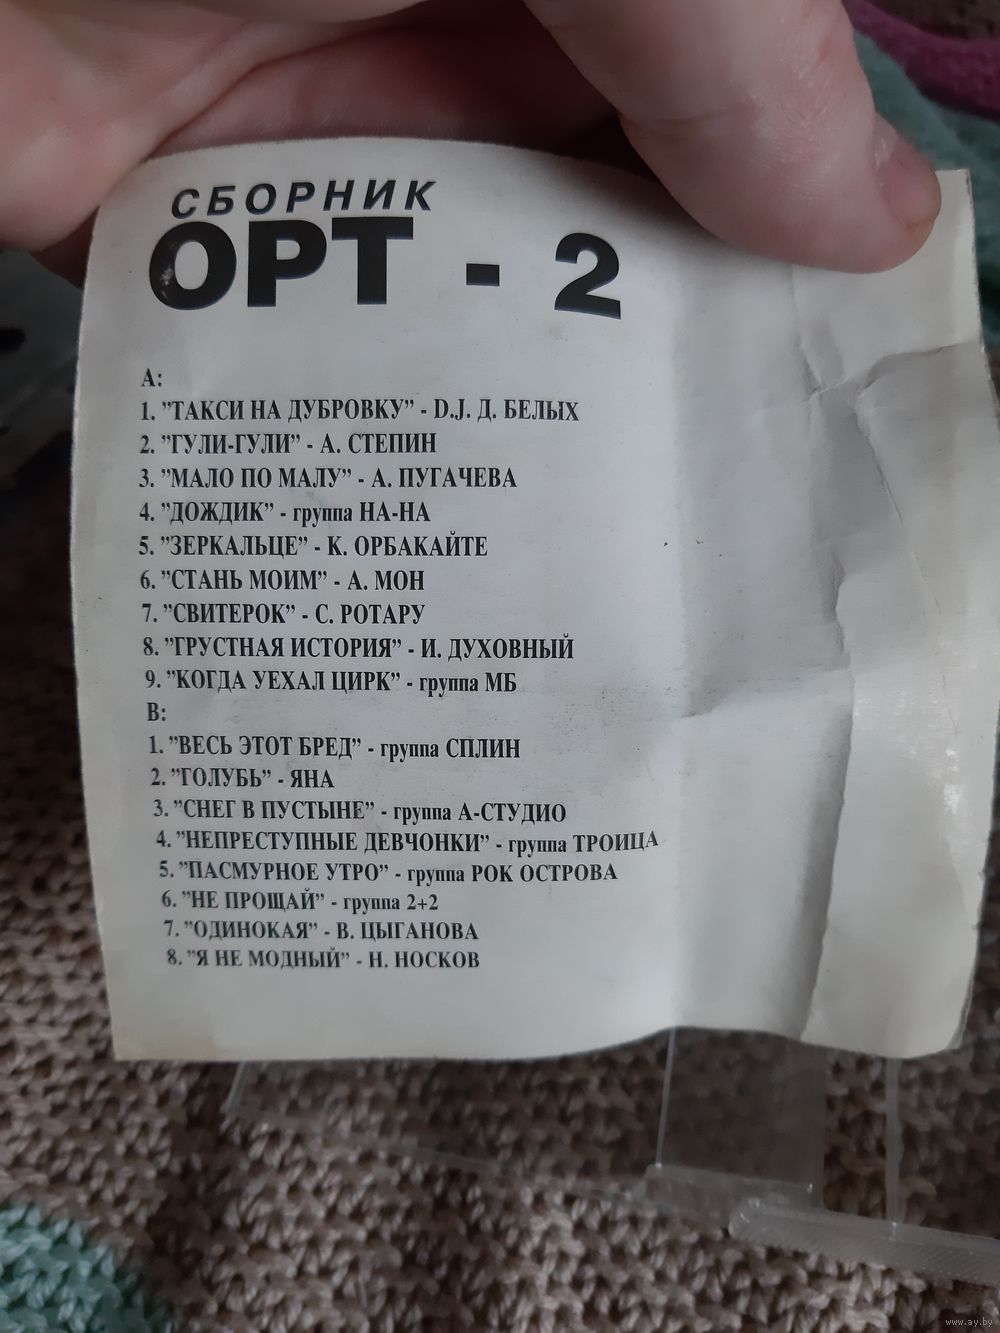 СБОРНИК
ОРТ - 2
А:
1. ”ТАКСИ НА ДУБРОВКУ” - D.J. Д. БЕЛЫХ
2. ”ГУЛИ-ГУЛИ” - А. СТЕПИН
3. ”МАЛО ПО МАЛУ” - А. ПУГАЧЕВА
4. ”ДОЖДИК” - группа НА-НА
5. ”ЗЕРКАЛЬЦЕ” - К. ОРБАКАЙТЕ
6. ”СТАНЬ МОИМ” - А. МОН
7. ”СВИТЕРОК” - С. РОТАРУ
8. ”ГРУСТНАЯ ИСТОРИЯ” - И. ДУХОВНЫЙ
9. ”КОГДА УЕХАЛ ЦИРК” - группа МБ
В:
1. ”ВЕСЬ ЭТОТ БРЕД” - группа СПЛИН
2. ”ГОЛУБЬ” - ЯНА
3. ”СНЕГ В ПУСТЫНЕ” - группа А-СТУДИО
4. ”НЕПРЕСТУПНЫЕ ДЕВЧОНКИ” - группа ТРОИЦА
5. ”ПАСМУРНОЕ УТРО” - группа РОК ОСТРОВА
6. ”НЕ ПРОЩАЙ” - группа 2+2
7. ”ОДИНОКАЯ” - В. ЦЫГАНОВА
8. ”Я НЕ МОДНЫЙ” - Н. НОСКОВ
www.ay.by